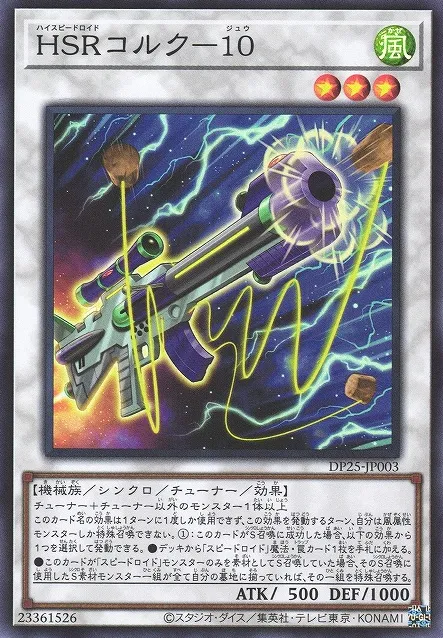 ハイスピードロイド ジュウ
HSRコルク－10
かぜ
風
DP25-JP003
【機械族／シンクロ／チューナー／効果】
チューナー＋チューナー以外のモンスター1体以上
このカード名の効果は1ターンに1度しか使用できず、この効果を発動するターン、自分は風属性
モンスターしか特殊召喚できない。①：このカードがS召喚に成功した場合、以下の効果から
1つを選択して発動できる。●デッキから「スピードロイド」魔法・罠カード1枚を手札に加える。
●このカードが「スピードロイド」モンスターのみを素材としてS召喚していた場合、そのS召喚に
使用したS素材モンスター一組が全て自分の墓地に揃っていれば、その一組を特殊召喚する。
ATK／ 500 DEF／1000
23361526 ©スタジオ・ダイス／集英社・テレビ東京・KONAMI